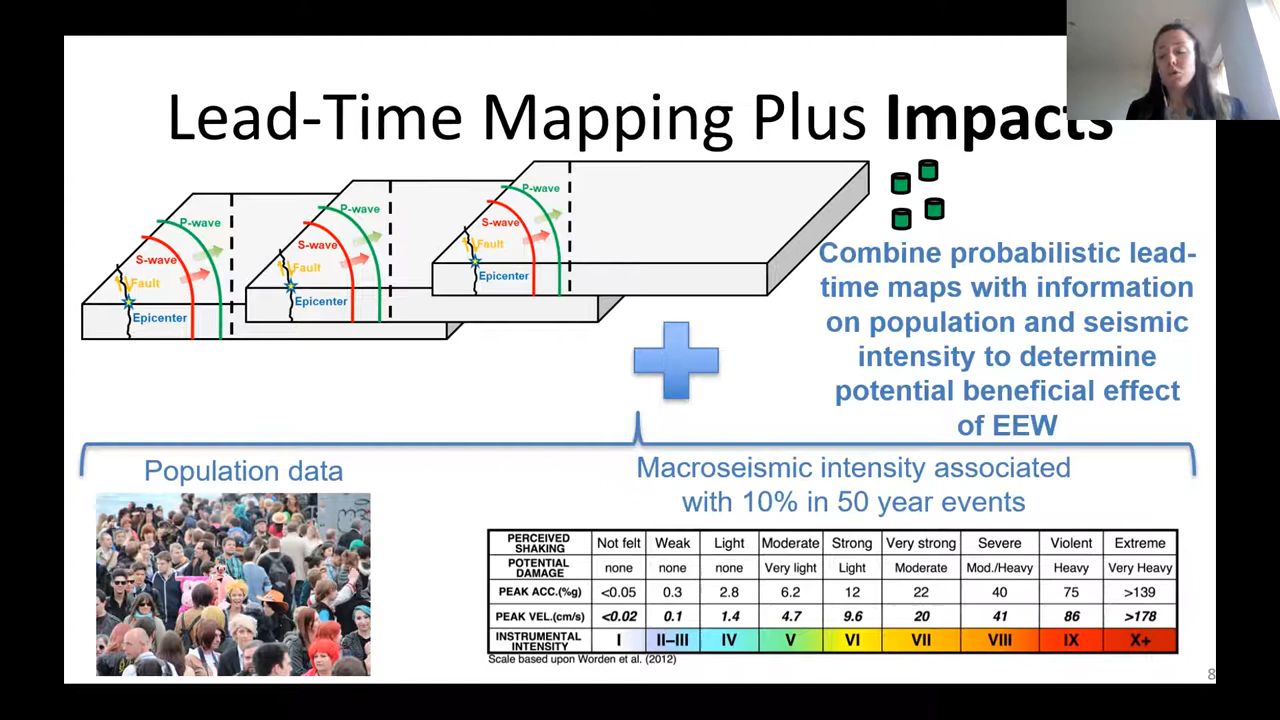 Lead-Time Mapping Plus Impacts
P-wave
S-wave
Fault
Epicenter
P-wave
S-wave
Fault
Epicenter
P-wave
S-wave
Fault
Epicenter
Combine probabilistic lead-
time maps with information
on population and seismic
intensity to determine
potential beneficial effect
of EEW
Population data
Macroseismic intensity associated
with 10% in 50 year events
PERCEIVED SHAKING Not felt Weak Light Moderate Strong Very strong Severe Violent Extreme
POTENTIAL DAMAGE none none none Very light Light Moderate Mod./Heavy Heavy Very Heavy
PEAK ACC.(%g) <0.05 0.3 2.8 6.2 12 22 40 75 >139
PEAK VEL.(cm/s) <0.02 0.1 1.4 4.7 9.6 20 41 86 >178
INSTRUMENTAL INTENSITY I II–III IV V VI VII VIII IX X+
Scale based upon Worden et al. (2012)
8